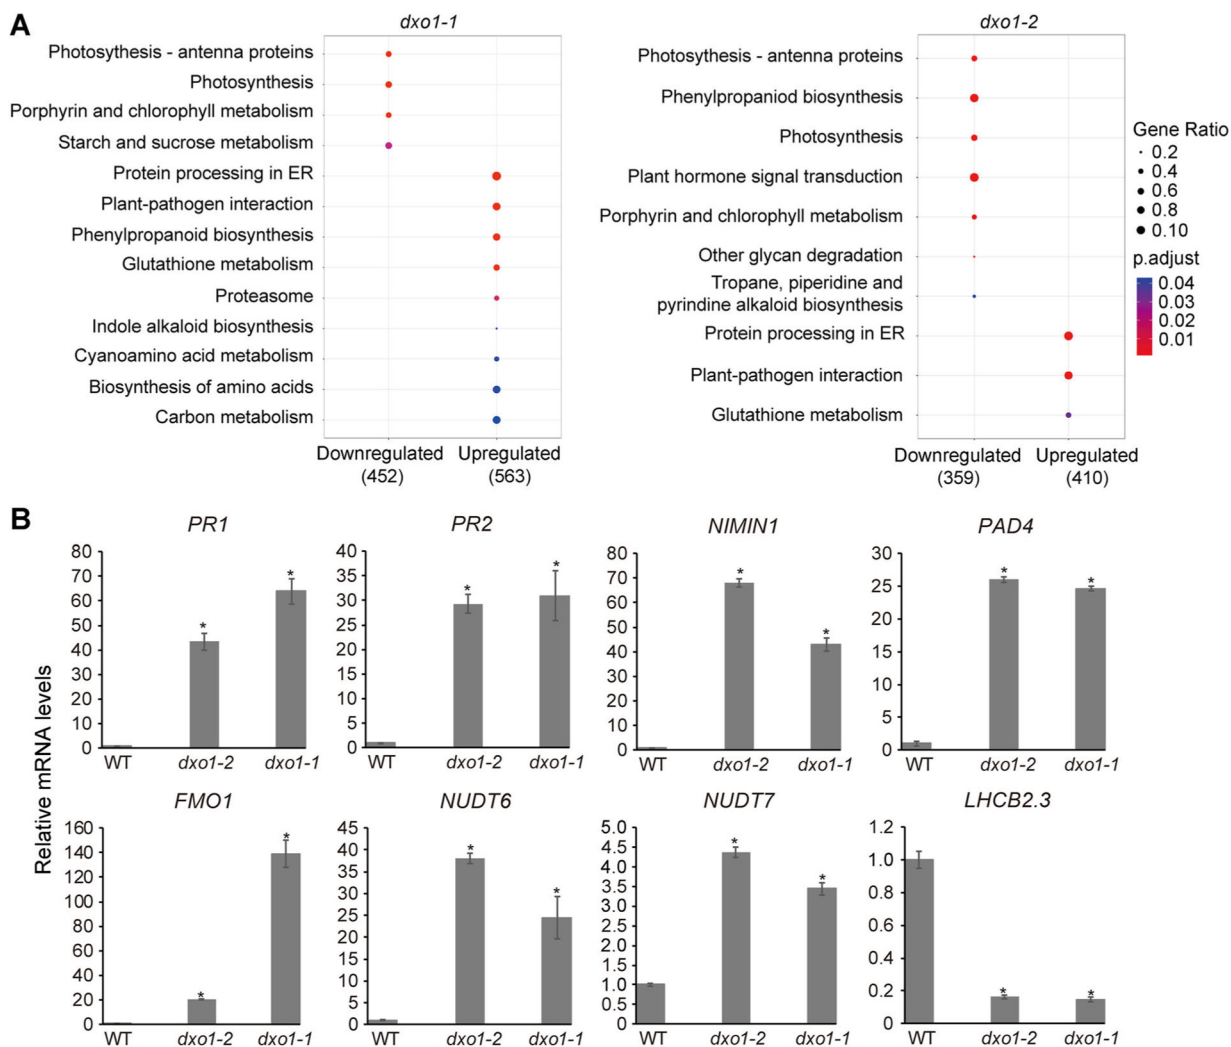 A
dxo1-1
Photosythesis - antenna proteins
Photosynthesis
Porphyrin and chlorophyll metabolism
Starch and sucrose metabolism
Protein processing in ER
Plant-pathogen interaction
Phenylpropanoid biosynthesis
Glutathione metabolism
Proteasome
Indole alkaloid biosynthesis
Cyanoamino acid metabolism
Biosynthesis of amino acids
Carbon metabolism
Downregulated Upregulated
(452) (563)
dxo1-2
Photosythesis - antenna proteins
Phenylpropaniod biosynthesis
Photosynthesis
Plant hormone signal transduction
Porphyrin and chlorophyll metabolism
Other glycan degradation
Tropane, piperidine and
pyrindine alkaloid biosynthesis
Protein processing in ER
Plant-pathogen interaction
Glutathione metabolism
Downregulated Upregulated
(359) (410)
Gene Ratio
0.2
0.4
0.6
0.8
0.10
p.adjust
0.04
0.03
0.02
0.01
B
Relative mRNA levels
PR1
80
70
60
50
40
30
20
10
0
* *
WT dxo1-2 dxo1-1
PR2
40
35
30
25
20
15
10
5
0
* *
WT dxo1-2 dxo1-1
NIMIN1
80
70
60
50
40
30
20
10
0
* *
WT dxo1-2 dxo1-1
PAD4
30
25
20
15
10
5
0
* *
WT dxo1-2 dxo1-1
FMO1
160
140
120
100
80
60
40
20
0
* *
WT dxo1-2 dxo1-1
NUDT6
45
40
35
30
25
20
15
10
5
0
* *
WT dxo1-2 dxo1-1
NUDT7
5.0
4.5
4.0
3.5
3.0
2.5
2.0
1.5
1.0
0.5
0
* *
WT dxo1-2 dxo1-1
LHCB2.3
1.2
1.0
0.8
0.6
0.4
0.2
0
* *
WT dxo1-2 dxo1-1